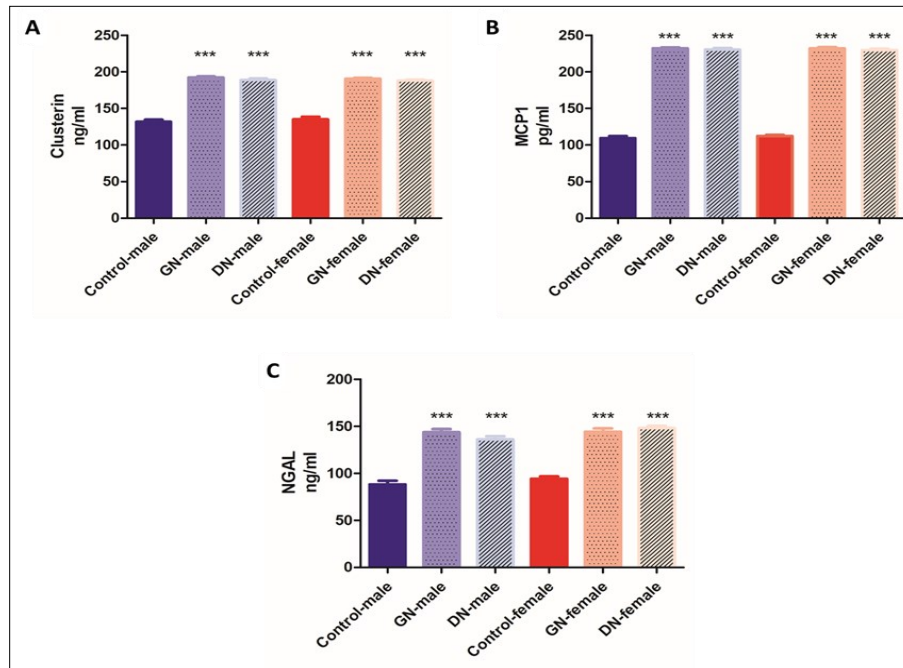 A
Clusterin
ng/ml
250
200
150
100
50
0
*** *** *** ***
Control-male
GN-male
DN-male
Control-female
GN-female
DN-female
B
MCP1
pg/ml
250
200
150
100
50
0
*** *** *** ***
Control-male
GN-male
DN-male
Control-female
GN-female
DN-female
C
NGAL
ng/ml
200
150
100
50
0
*** *** *** ***
Control-male
GN-male
DN-male
Control-female
GN-female
DN-female